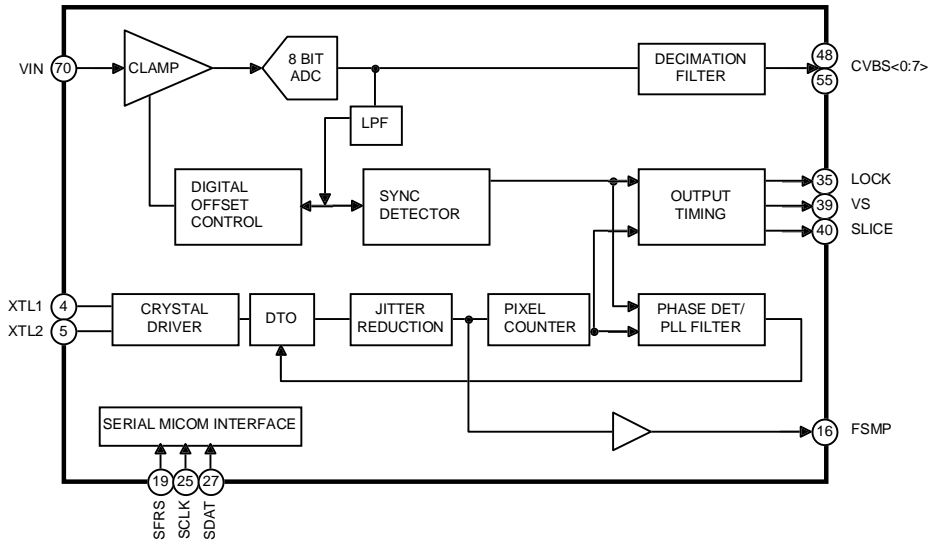 VIN
70
CLAMP
8 BIT
ADC
LPF
DECIMATION
FILTER
48
55
CVBS<0:7>
DIGITAL
OFFSET
CONTROL
SYNC
DETECTOR
OUTPUT
TIMING
35
LOCK
39
VS
40
SLICE
XTL1
4
XTL2
5
CRYSTAL
DRIVER
DTO
JITTER
REDUCTION
PIXEL
COUNTER
PHASE DET/
PLL FILTER
SERIAL MICOM INTERFACE
16
FSMP
19
25
27
SFRS
SCLK
SDAT